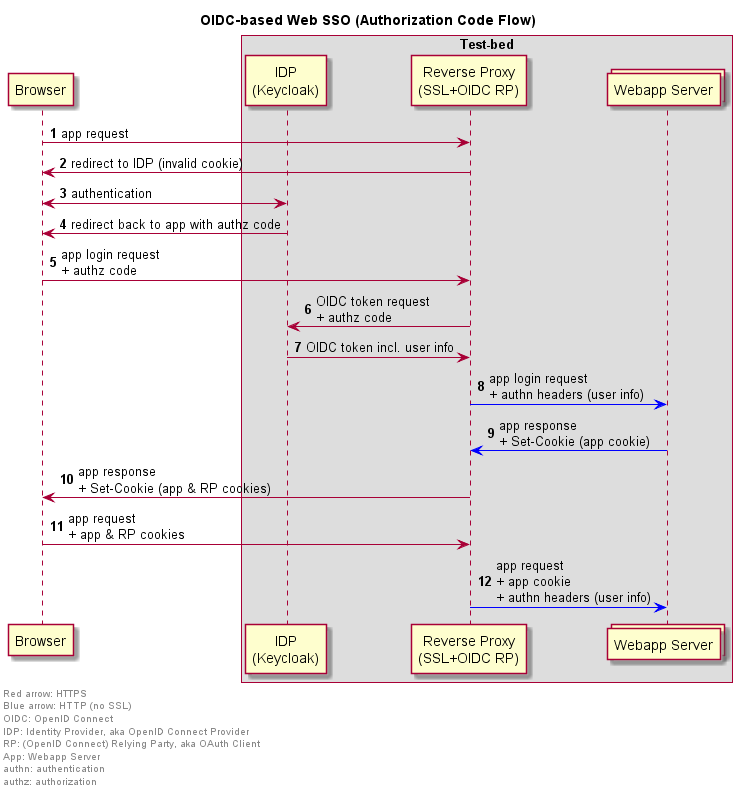 OIDC-based Web SSO (Authorization Code Flow)
Test-bed
Browser
IDP
(Keycloak)
Reverse Proxy
(SSL+OIDC RP)
Webapp Server
1 app request
2 redirect to IDP (invalid cookie)
3 authentication
4 redirect back to app with authz code
5 app login request
+ authz code
6 OIDC token request
+ authz code
7 OIDC token incl. user info
8 app login request
+ authn headers (user info)
9 app response
+ Set-Cookie (app cookie)
10 app response
+ Set-Cookie (app & RP cookies)
11 app request
+ app & RP cookies
12 app request
+ app cookie
+ authn headers (user info)
Browser
IDP
(Keycloak)
Reverse Proxy
(SSL+OIDC RP)
Webapp Server
Red arrow: HTTPS
Blue arrow: HTTP (no SSL)
OIDC: OpenID Connect
IDP: Identity Provider, aka OpenID Connect Provider
RP: (OpenID Connect) Relying Party, aka OAuth Client
App: Webapp Server
authn: authentication
authz: authorization